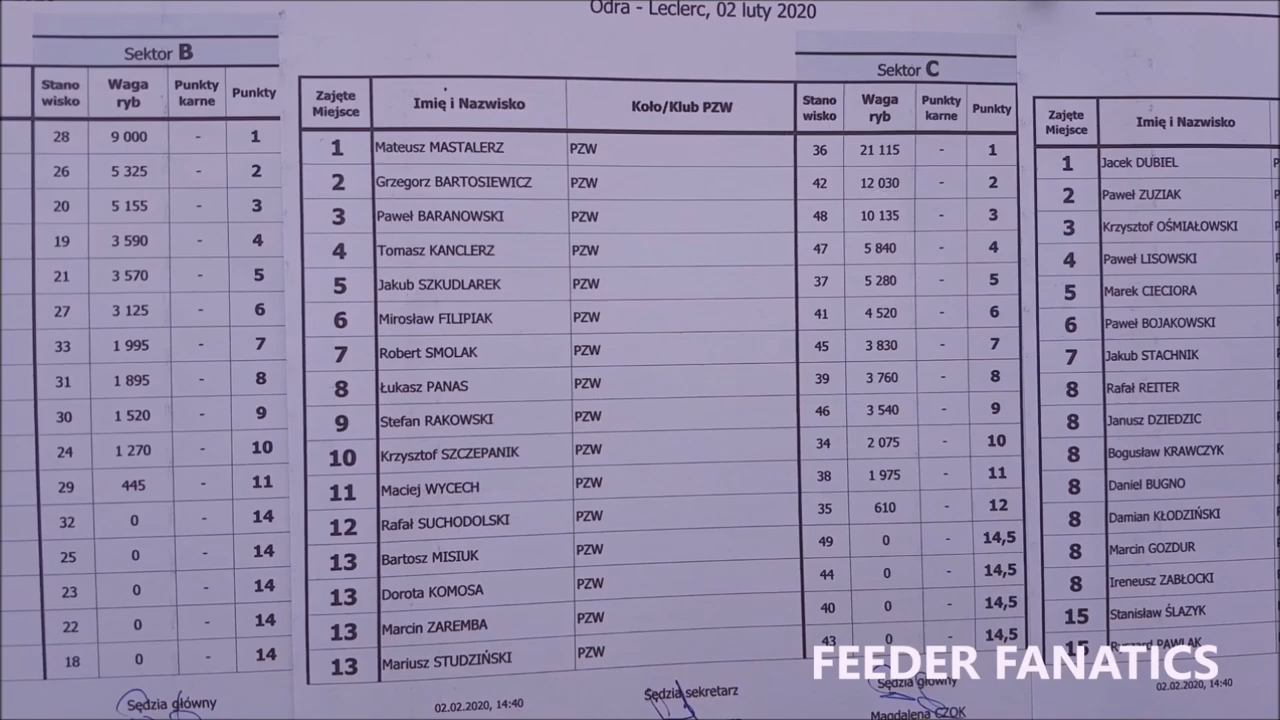 Odra - Leclerc, 02 luty 2020
Sektor B
Stano wisko Waga ryb Punkty karne Punkty
28 9 000 - 1
26 5 325 - 2
20 5 155 - 3
19 3 590 - 4
21 3 570 - 5
27 3 125 - 6
33 1 995 - 7
31 1 895 - 8
30 1 520 - 9
24 1 270 - 10
29 445 - 11
32 0 - 14
25 0 - 14
23 0 - 14
22 0 - 14
18 0 - 14
Sędzia główny
Sektor C
Zajęte Miejsce Imię i Nazwisko Koło/Klub PZW Stano wisko Waga ryb Punkty karne Punkty
1 Mateusz MASTALERZ PZW 36 21 115 - 1
2 Grzegorz BARTOSIEWICZ PZW 42 12 030 - 2
3 Paweł BARANOWSKI PZW 48 10 135 - 3
4 Tomasz KANCLERZ PZW 47 5 840 - 4
5 Jakub SZKUDLAREK PZW 37 5 280 - 5
6 Mirosław FILIPIAK PZW 41 4 520 - 6
7 Robert SMOLAK PZW 45 3 830 - 7
8 Łukasz PANAS PZW 39 3 760 - 8
9 Stefan RAKOWSKI PZW 46 3 540 - 9
10 Krzysztof SZCZEPANIK PZW 34 2 075 - 10
11 Maciej WYCECH PZW 38 1 975 - 11
12 Rafał SUCHODOLSKI PZW 35 610 - 12
13 Bartosz MISIUK PZW 49 0 - 14,5
13 Dorota KOMOSA PZW 44 0 - 14,5
13 Marcin ZAREMBA PZW 40 0 - 14,5
13 Mariusz STUDZIŃSKI PZW 43 0 - 14,5
02.02.2020, 14:40
Sędzia sekretarz
Sędzia główny
Magdalena CZOK
Zajęte Miejsce Imię i Nazwisko
1 Jacek DUBIEL
2 Paweł ZUZIAK
3 Krzysztof OŚMIAŁOWSKI
4 Paweł LISOWSKI
5 Marek CIECIORA
6 Paweł BOJAKOWSKI
7 Jakub STACHNIK
8 Rafał REITER
8 Janusz DZIEDZIC
8 Bogusław KRAWCZYK
8 Daniel BUGNO
8 Damian KŁODZIŃSKI
8 Marcin GOZDUR
8 Ireneusz ZABŁOCKI
15 Stanisław ŚLAZYK
15 Ryszard PAWLAK
02.02.2020, 14:40
FEEDER FANATICS